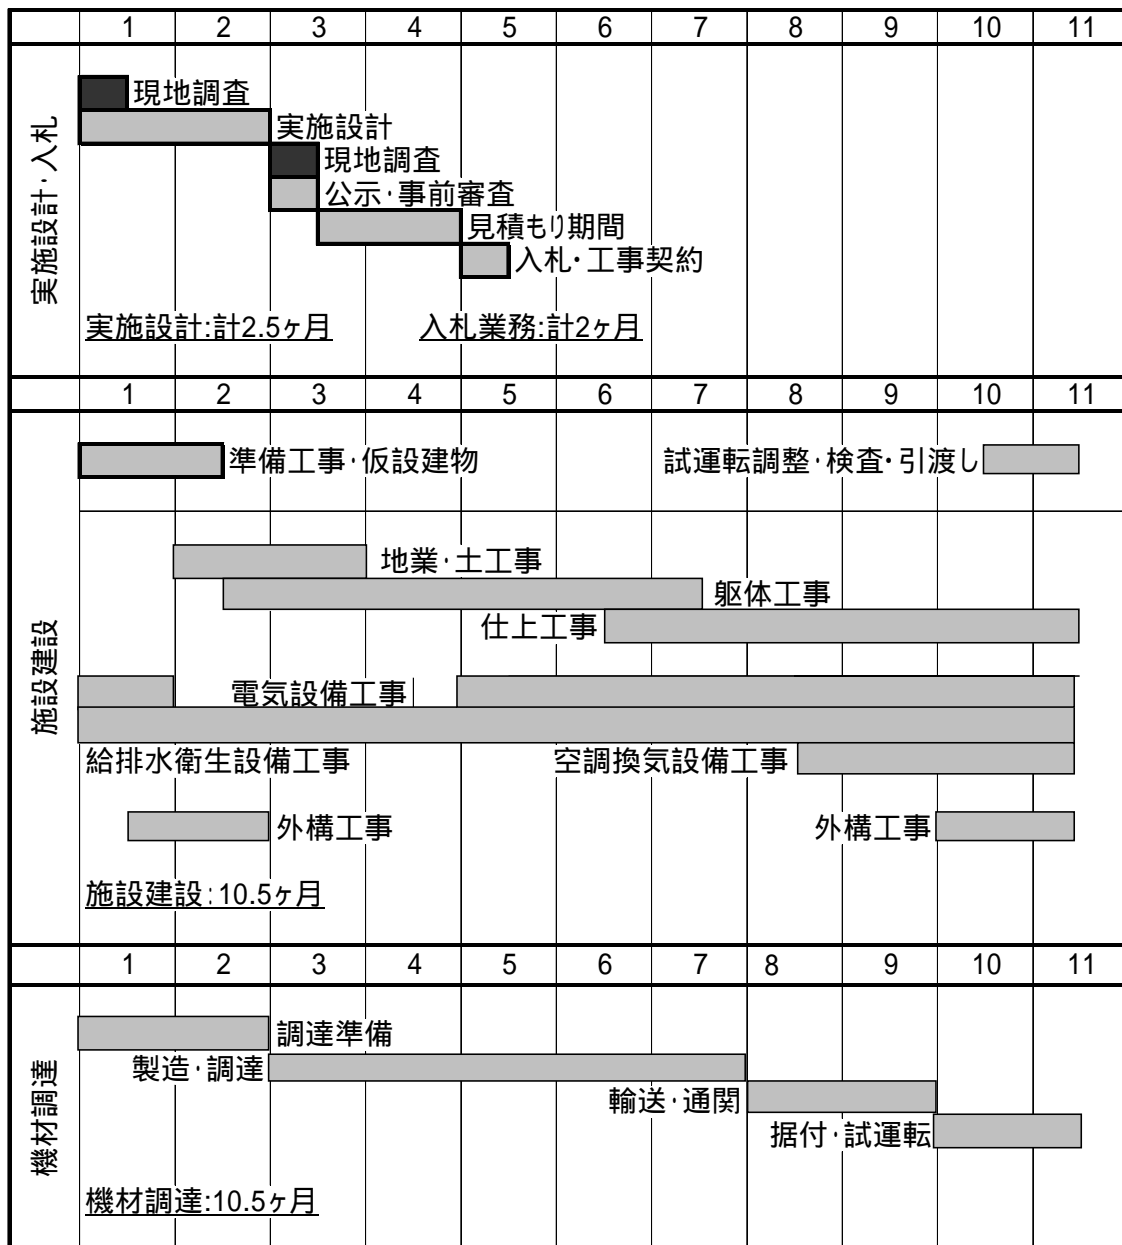 1 2 3 4 5 6 7 8 9 10 11
実施設計・入札
現地調査
実施設計
現地調査
公示・事前審査
見積もり期間
入札・工事契約
実施設計:計2.5ヶ月 入札業務:計2ヶ月
1 2 3 4 5 6 7 8 9 10 11
施設建設
準備工事・仮設建物 試運転調整・検査・引渡し
地業・土工事
躯体工事
仕上工事
電気設備工事
給排水衛生設備工事 空調換気設備工事
外構工事 外構工事
施設建設:10.5ヶ月
1 2 3 4 5 6 7 8 9 10 11
機材調達
調達準備
製造・調達
輸送・通関
据付・試運転
機材調達:10.5ヶ月